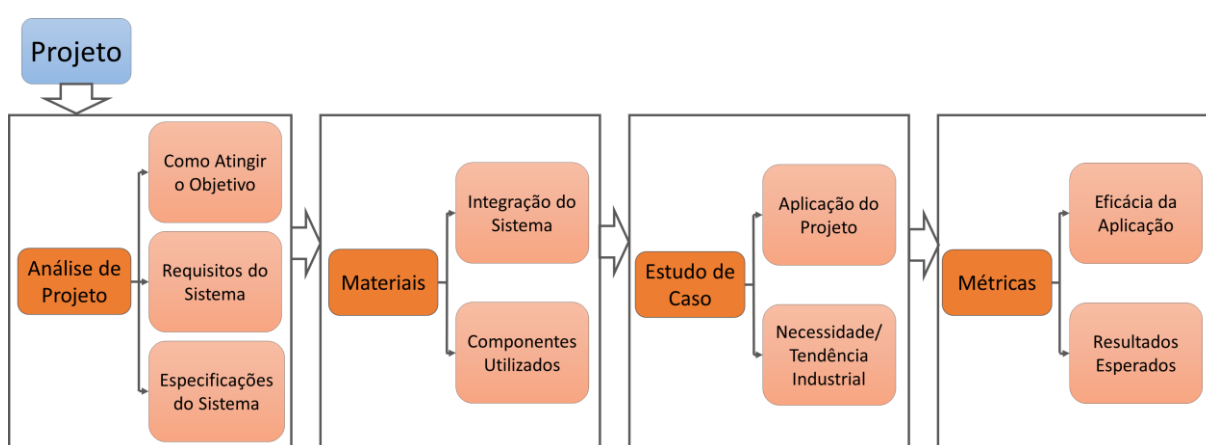 Projeto
Análise de
Projeto
Como Atingir
o Objetivo
Requisitos do
Sistema
Especificações
do Sistema
Materiais
Integração do
Sistema
Componentes
Utilizados
Estudo de
Caso
Aplicação do
Projeto
Necessidade/
Tendência
Industrial
Métricas
Eficácia da
Aplicação
Resultados
Esperados